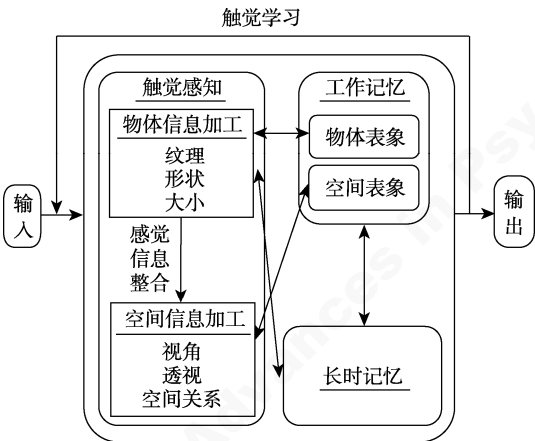 触觉学习
触觉感知
物体信息加工
纹理
形状
大小
感觉
信息
整合
空间信息加工
视角
透视
空间关系
工作记忆
物体表象
空间表象
长时记忆
输
入
输
出
Advances in Psy